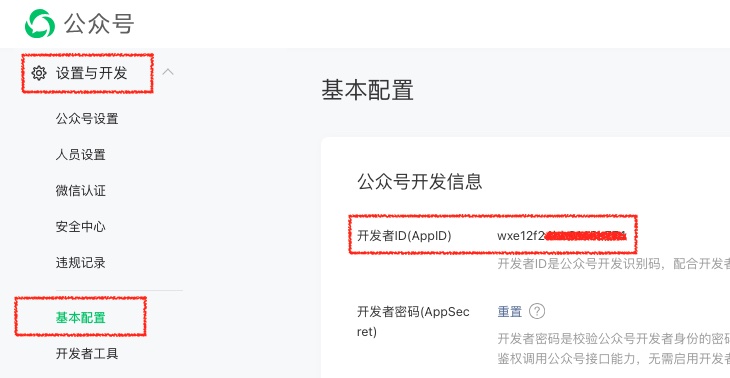 公众号
设置与开发
公众号设置
人员设置
微信认证
安全中心
违规记录
基本配置
开发者工具
基本配置
公众号开发信息
开发者ID(AppID) wxe12f2
开发者ID是公众号开发识别码，配合开发者
开发者密码(AppSec
ret)
重置 ?
开发者密码是校验公众号开发者身份的密码
鉴权调用公众号接口能力，无需启用开发者